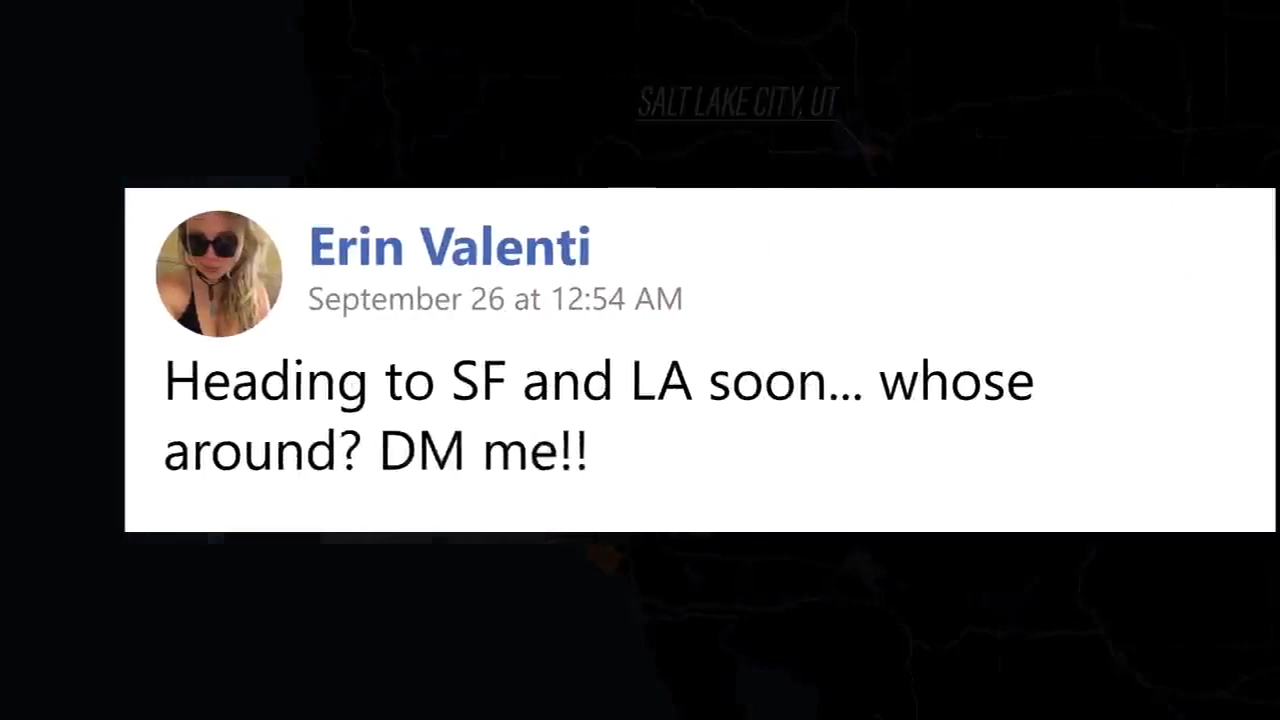 SALT LAKE CITY, UT
Erin Valenti
September 26 at 12:54 AM
Heading to SF and LA soon... whose
around? DM me!!